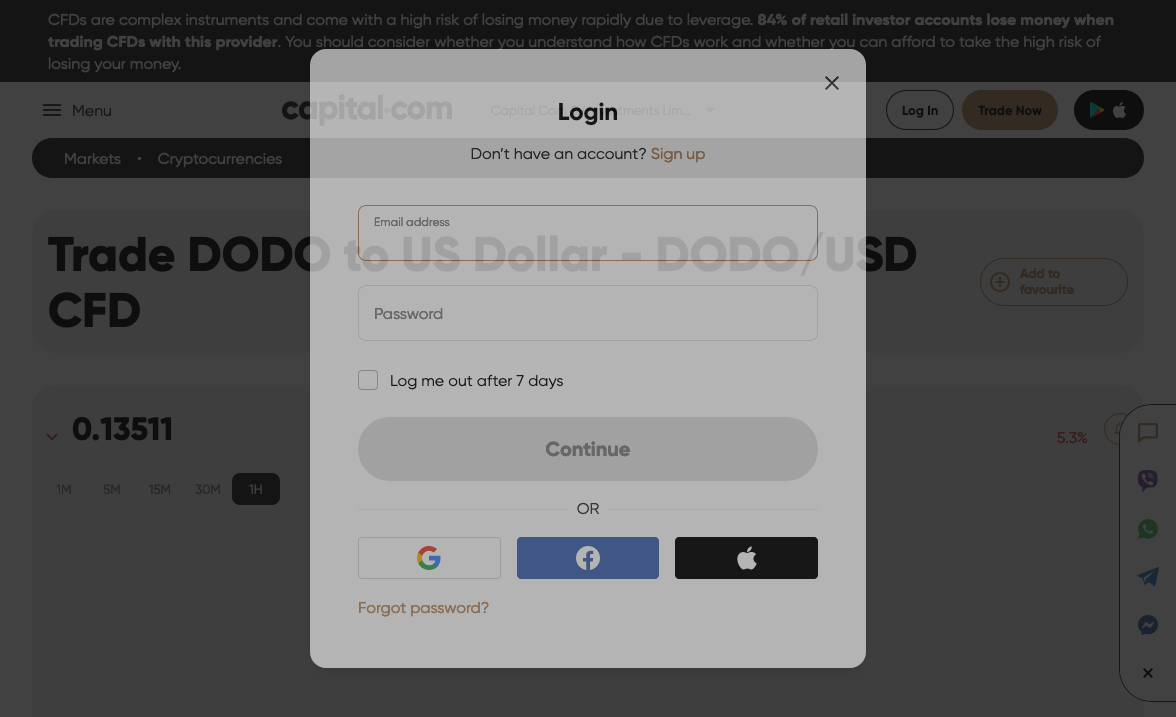 CFDs are complex instruments and come with a high risk of losing money rapidly due to leverage. 84% of retail investor accounts lose money when
trading CFDs with this provider. You should consider whether you understand how CFDs work and whether you can afford to take the high risk of
losing your money.
Menu
capital.com
Log In
Trade Now
Login
Don't have an account? Sign up
Markets • Cryptocurrencies
Email address
Trade DODO to US Dollar - DODO/USD
CFD
Add to
favourite
Password
Log me out after 7 days
0.13511
5.3%
Continue
1M 5M 15M 30M 1H
OR
Forgot password?